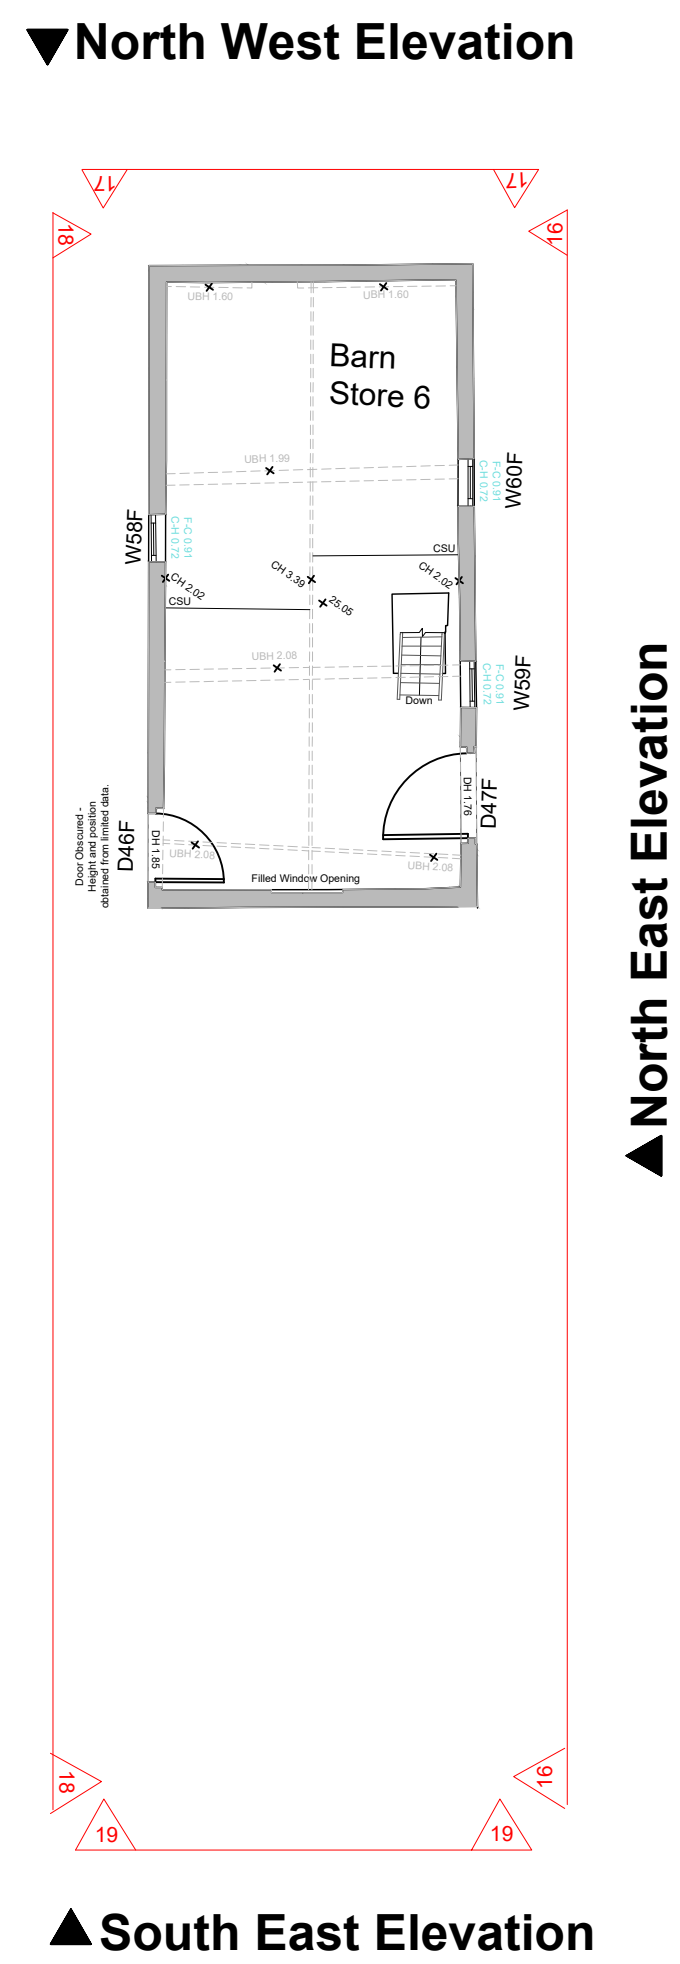 North West Elevation
17
17
18
16
UBH 1.60
UBH 1.60
Barn
Store 6
UBH 1.99
W60F
F-C 0.91
C-H 0.72
W58F
F-C 0.91
C-H 0.72
CSU
CH 3.39
CH 2.02
CH 2.02
CSU
25.05
UBH 2.08
Down
W59F
F-C 0.91
C-H 0.72
North East Elevation
DH 1.76
D47F
Door Obscured -
Height and position
obtained from limited data.
D46F
DH 1.85
UBH 2.08
UBH 2.08
Filled Window Opening
18
16
19
19
South East Elevation